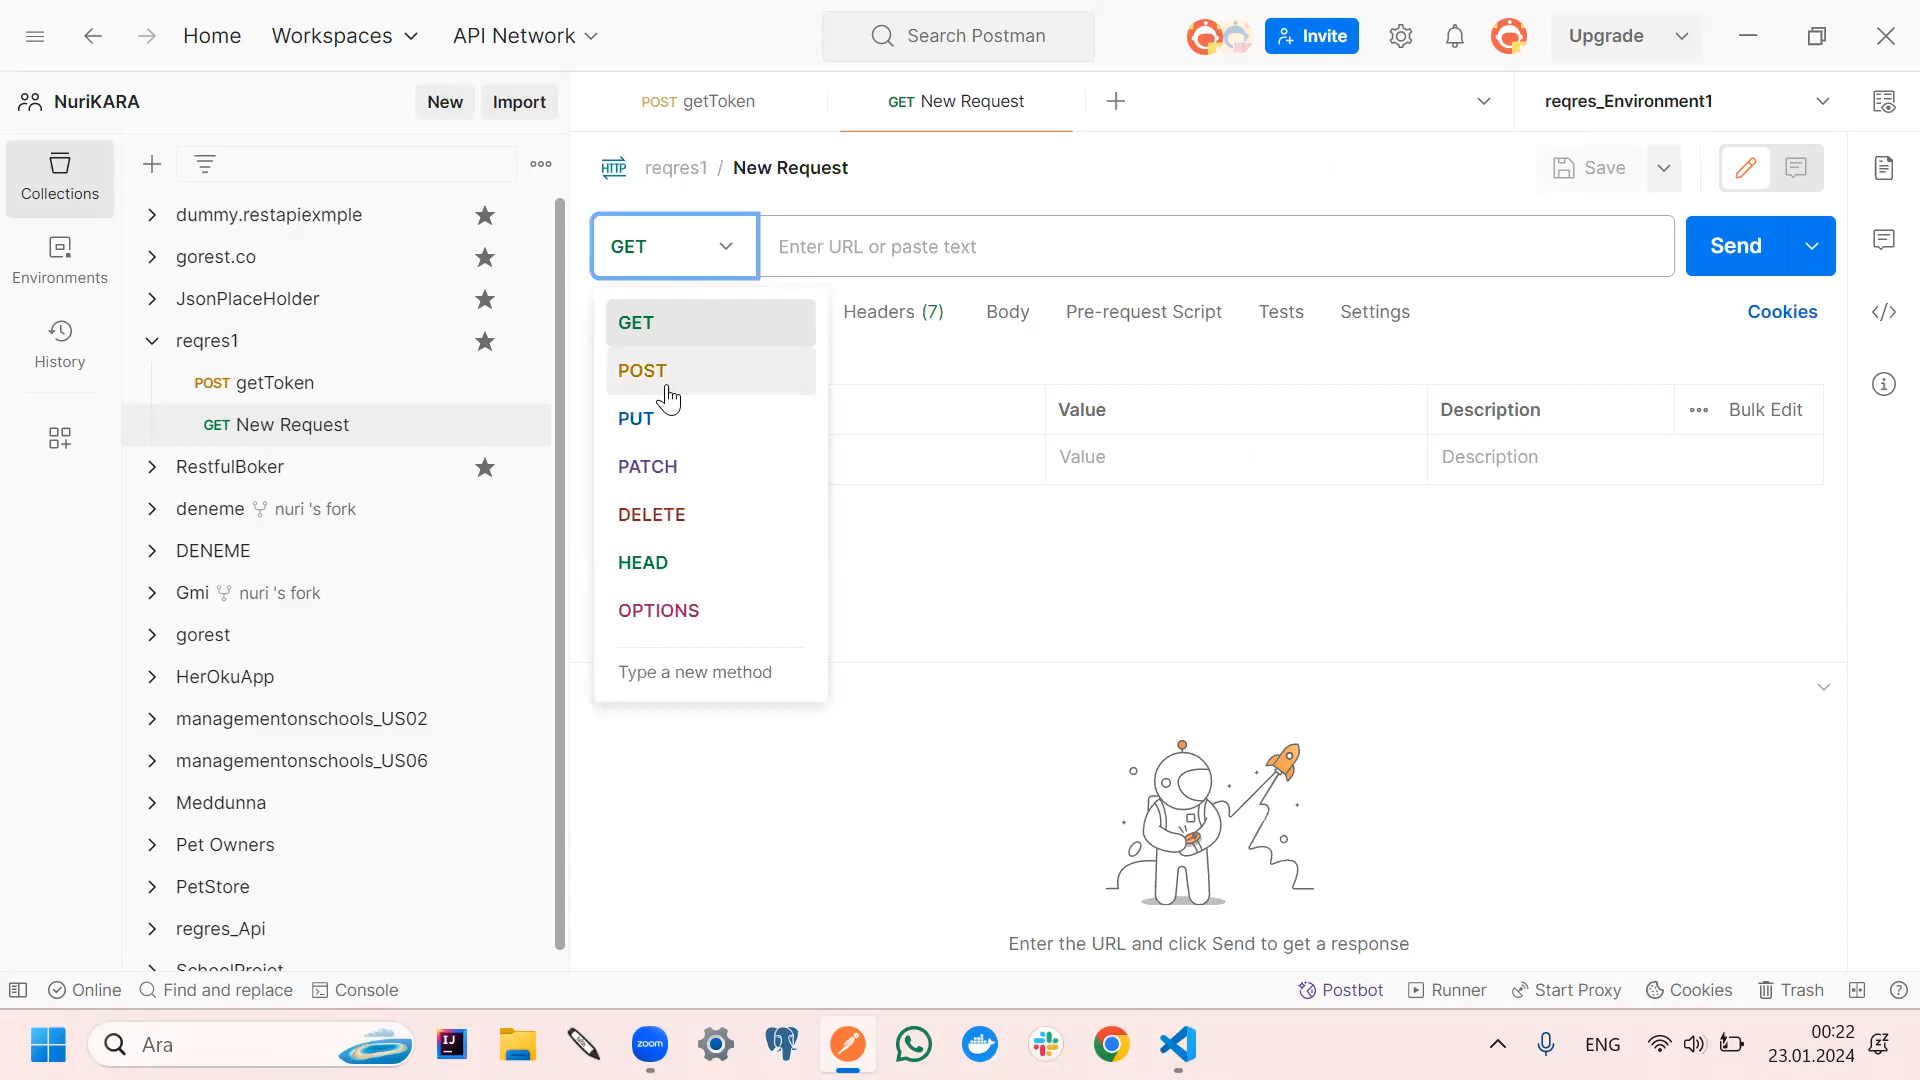 Home
Workspaces
API Network
Search Postman
Invite
Upgrade
NuriKARA
New
Import
POST getToken
GET New Request
reqres_Environment1
Collections
Environments
History
dummy.restapiexmple
gorest.co
JsonPlaceHolder
reqres1
POST getToken
GET New Request
RestfulBoker
deneme nuri 's fork
DENEME
Gmi nuri 's fork
gorest
HerOkuApp
managementonschools_US02
managementonschools_US06
Meddunna
Pet Owners
PetStore
regres_Api
SchoolProjet
HTTP reqres1 / New Request
Save
GET
Enter URL or paste text
Send
GET
POST
PUT
PATCH
DELETE
HEAD
OPTIONS
Type a new method
Headers (7)
Body
Pre-request Script
Tests
Settings
Cookies
Value
Description
Bulk Edit
Value
Description
Enter the URL and click Send to get a response
Online
Find and replace
Console
Postbot
Runner
Start Proxy
Cookies
Trash
Ara
IJ
zoom
ENG
00:22
23.01.2024